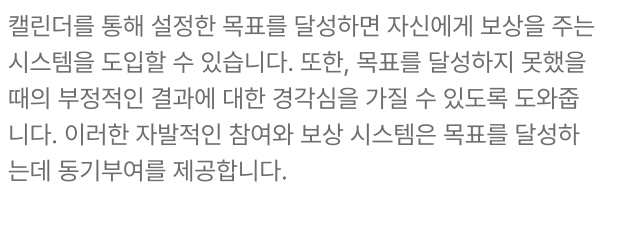 캘린더를 통해 설정한 목표를 달성하면 자신에게 보상을 주는
시스템을 도입할 수 있습니다. 또한, 목표를 달성하지 못했을
때의 부정적인 결과에 대한 경각심을 가질 수 있도록 도와줍
니다. 이러한 자발적인 참여와 보상 시스템은 목표를 달성하
는데 동기부여를 제공합니다.